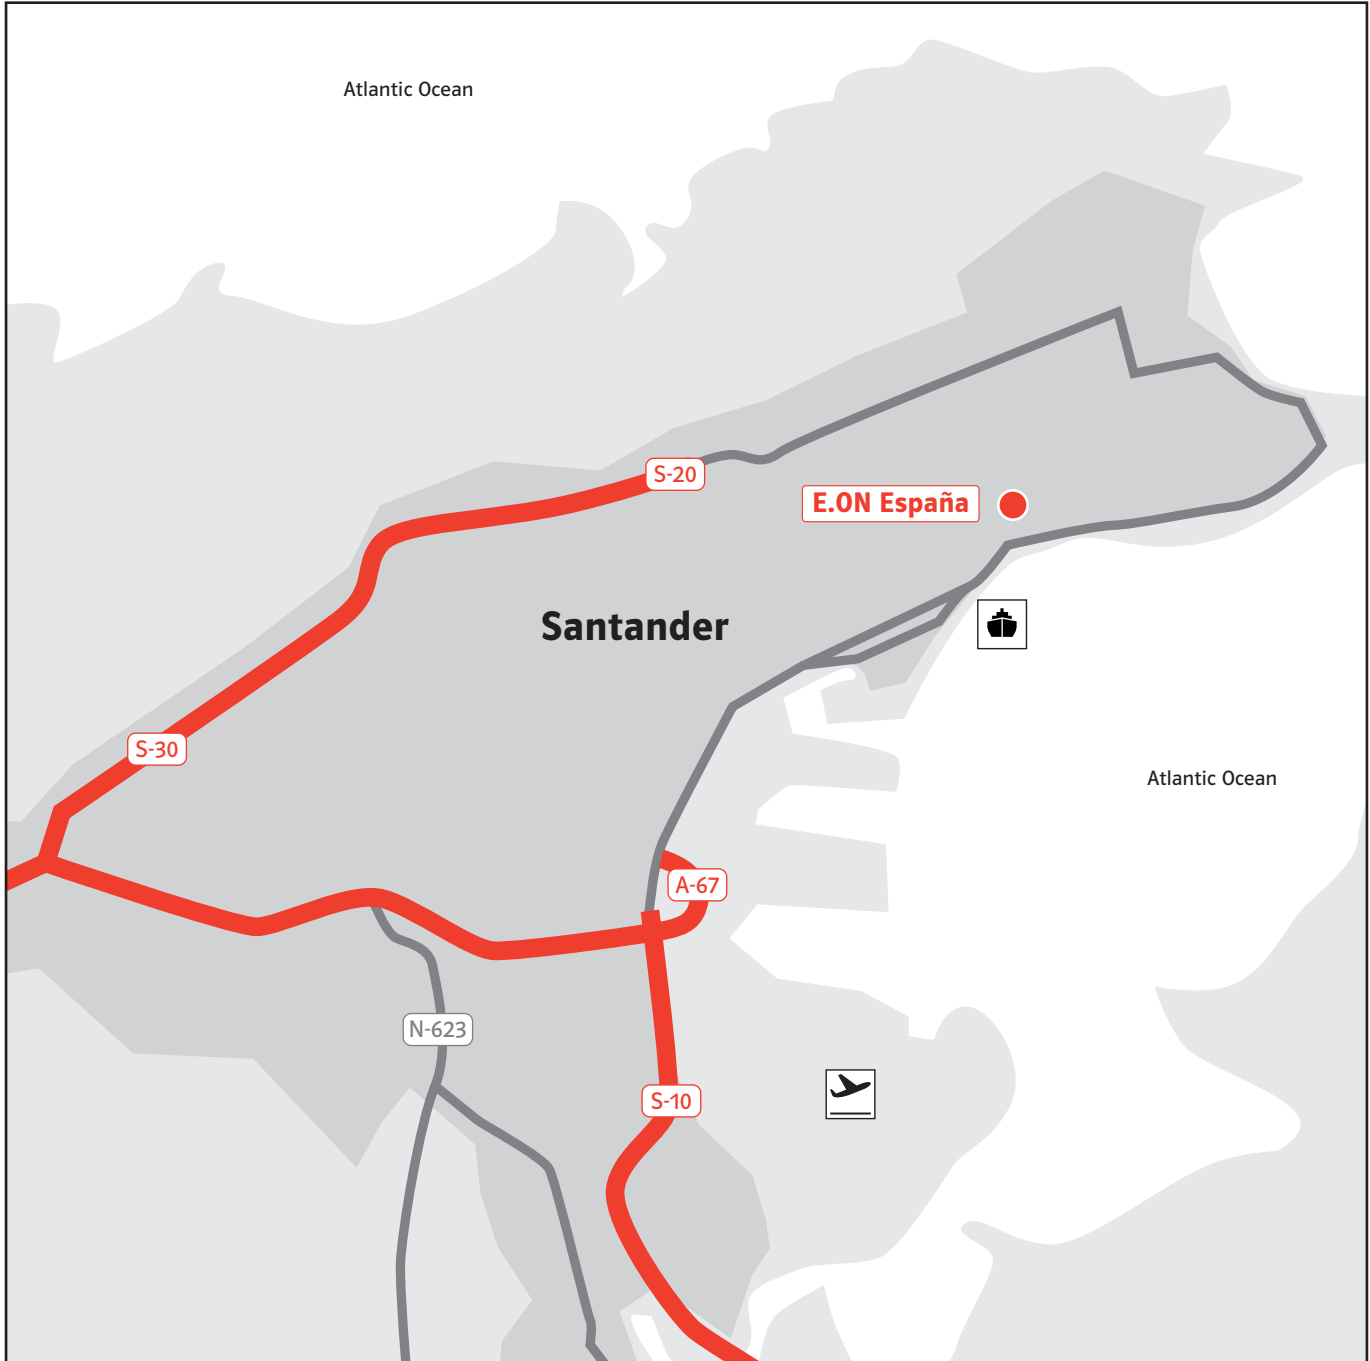 Atlantic Ocean
S-20
E.ON España
Santander
S-30
Atlantic Ocean
A-67
N-623
S-10